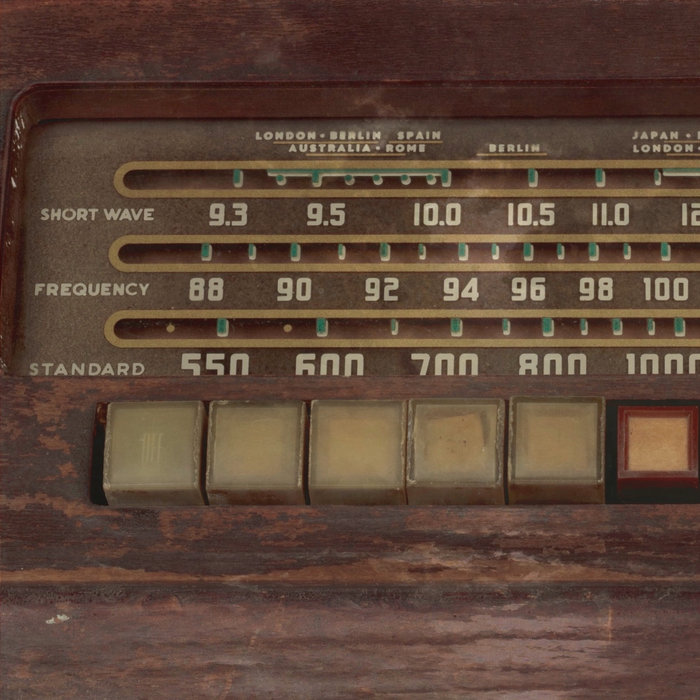 LONDON • BERLIN SPAIN
AUSTRALIA • ROME
BERLIN
JAPAN •
LONDON •
SHORT WAVE 9.3 9.5 10.0 10.5 11.0
FREQUENCY 88 90 92 94 96 98 100
STANDARD 550 600 700 800 1000